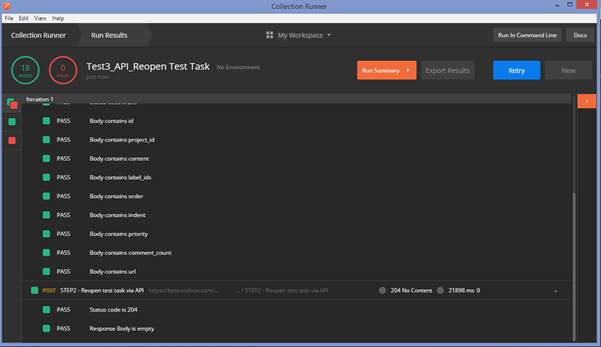 Collection Runner
File Edit View Help
Collection Runner Run Results My Workspace Run In Command Line Docs
18 0 Test3_API_Reopen Test Task No Environment Run Summary Export Results Retry New
just now
Iteration 1 1
PASS Body contains id
PASS Body contains project_id
PASS Body contains content
PASS Body contains label_ids
PASS Body contains order
PASS Body contains indent
PASS Body contains priority
PASS Body contains comment_count
PASS Body contains url
POST STEP2 - Reopen test task via API https://beta.todoist.com/... ... / STEP2 - Reopen test task via API 204 No Content 21898 ms 0
PASS Status code is 204
PASS Response Body is empty